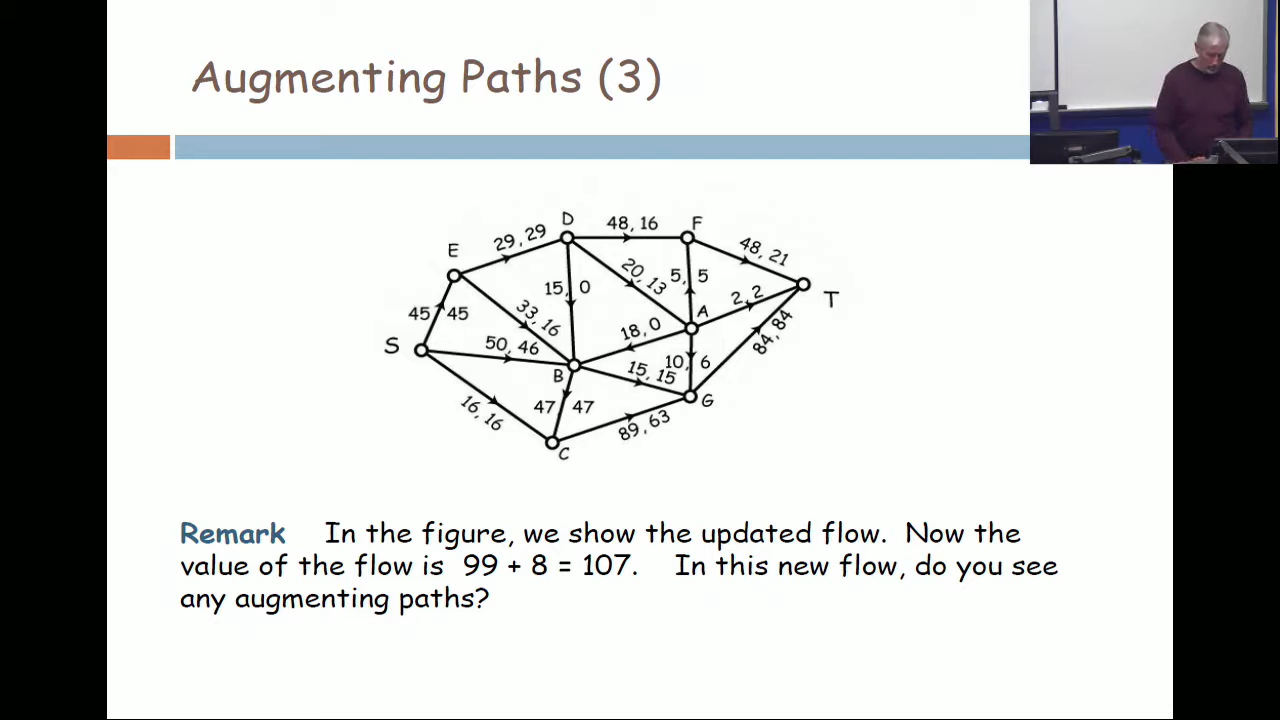 Augmenting Paths (3)
D
48, 16
F
29, 29
48, 21
E
20, 13
5, 5
15, 0
2, 2
T
33, 16
A
45 45
18, 0
84, 84
S
50, 46
10, 6
B
15, 15
G
16, 16
47 47
89, 63
C
Remark In the figure, we show the updated flow. Now the
value of the flow is 99 + 8 = 107. In this new flow, do you see
any augmenting paths?